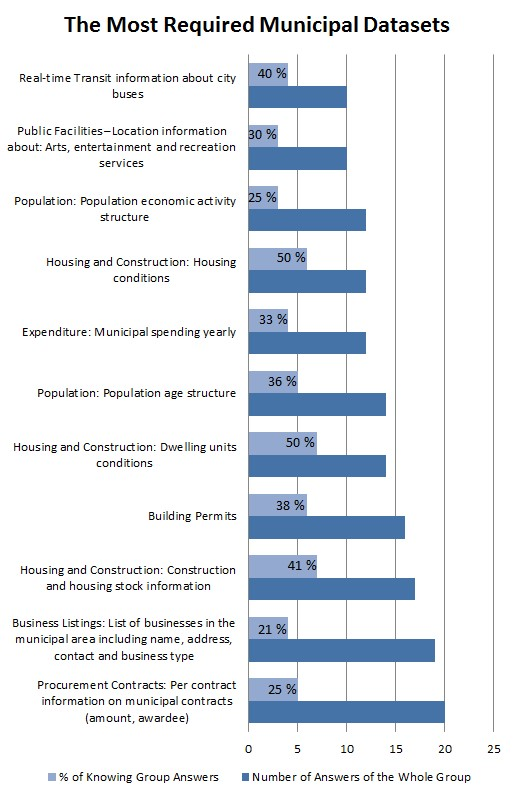 The Most Required Municipal Datasets
Real-time Transit information about city
buses
40 %
Public Facilities–Location information
about: Arts, entertainment and recreation
services
30 %
Population: Population economic activity
structure
25 %
Housing and Construction: Housing
conditions
50 %
Expenditure: Municipal spending yearly
33 %
Population: Population age structure
36 %
Housing and Construction: Dwelling units
conditions
50 %
Building Permits
38 %
Housing and Construction: Construction
and housing stock information
41 %
Business Listings: List of businesses in the
municipal area including name, address,
contact and business type
21 %
Procurement Contracts: Per contract
information on municipal contracts
(amount, awardee)
25 %
0 5 10 15 20 25
% of Knowing Group Answers Number of Answers of the Whole Group